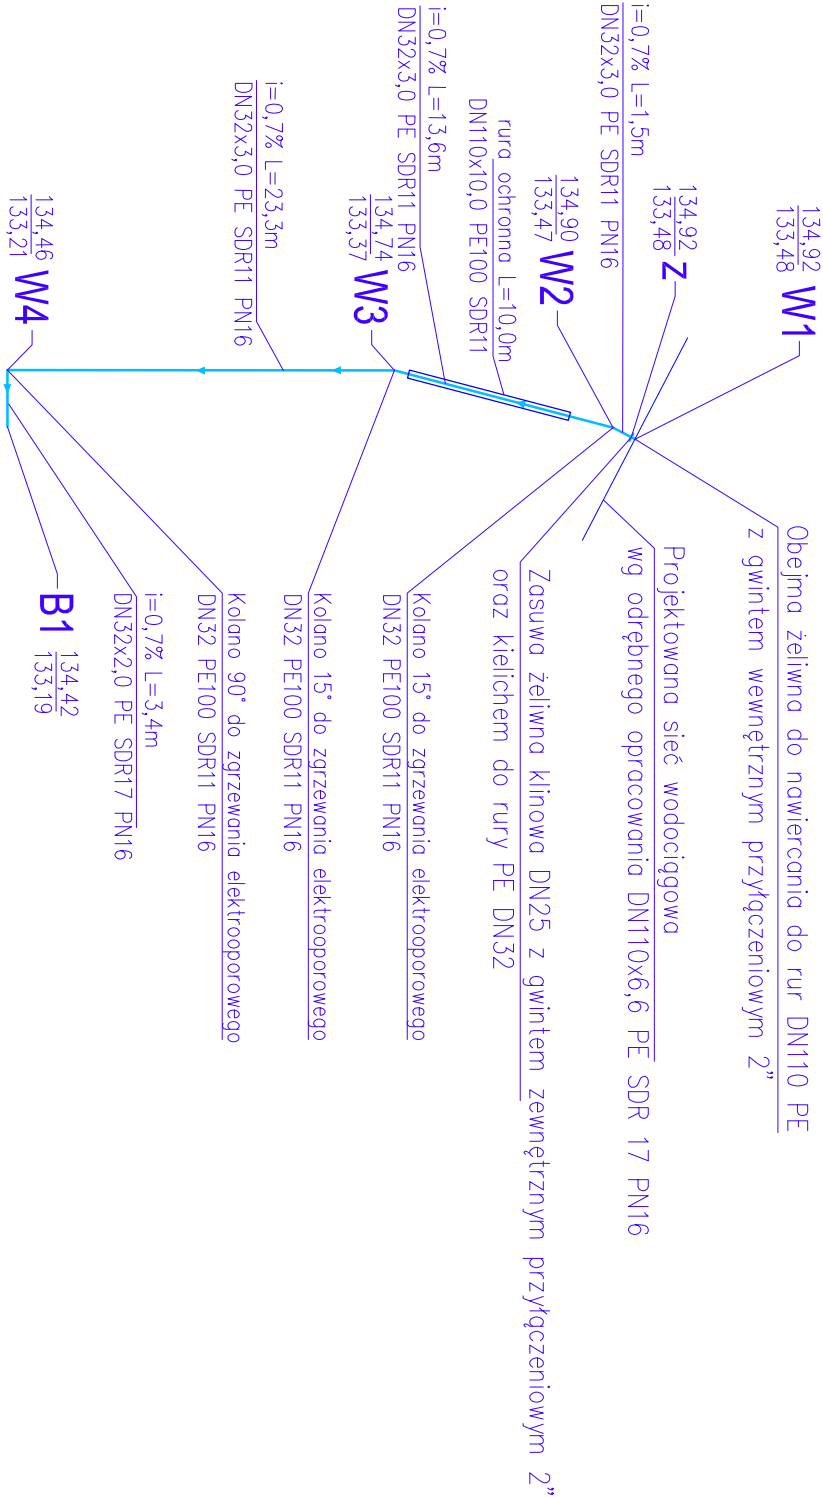 134,92
133,48
W1
i=0,7% L=1,5m
DN32x3,0 PE SDR11 PN16
134,92
133,48
Z
134,90
133,47
W2
rura ochronna L=10,0m
DN110x10,0 PE100 SDR11
i=0,7% L=13,6m
DN32x3,0 PE SDR11 PN16
134,74
133,37
W3
i=0,7% L=23,3m
DN32x3,0 PE SDR11 PN16
134,46
133,21
W4
Obejma żeliwna do nawiercania do rur DN110 PE
z gwintem wewnętrznym przyłączeniowym 2”
Projektowana sieć wodociągowa
wg odrębnego opracowania DN110x6,6 PE SDR 17 PN16
Zasuwa żeliwna klinowa DN25 z gwintem zewnętrznym przyłączeniowym 2”
oraz kielichem do rury PE DN32
Kolano 15° do zgrzewania elektrooporowego
DN32 PE100 SDR11 PN16
Kolano 15° do zgrzewania elektrooporowego
DN32 PE100 SDR11 PN16
Kolano 90° do zgrzewania elektrooporowego
DN32 PE100 SDR11 PN16
i=0,7% L=3,4m
DN32x2,0 PE SDR17 PN16
B1
134,42
133,19